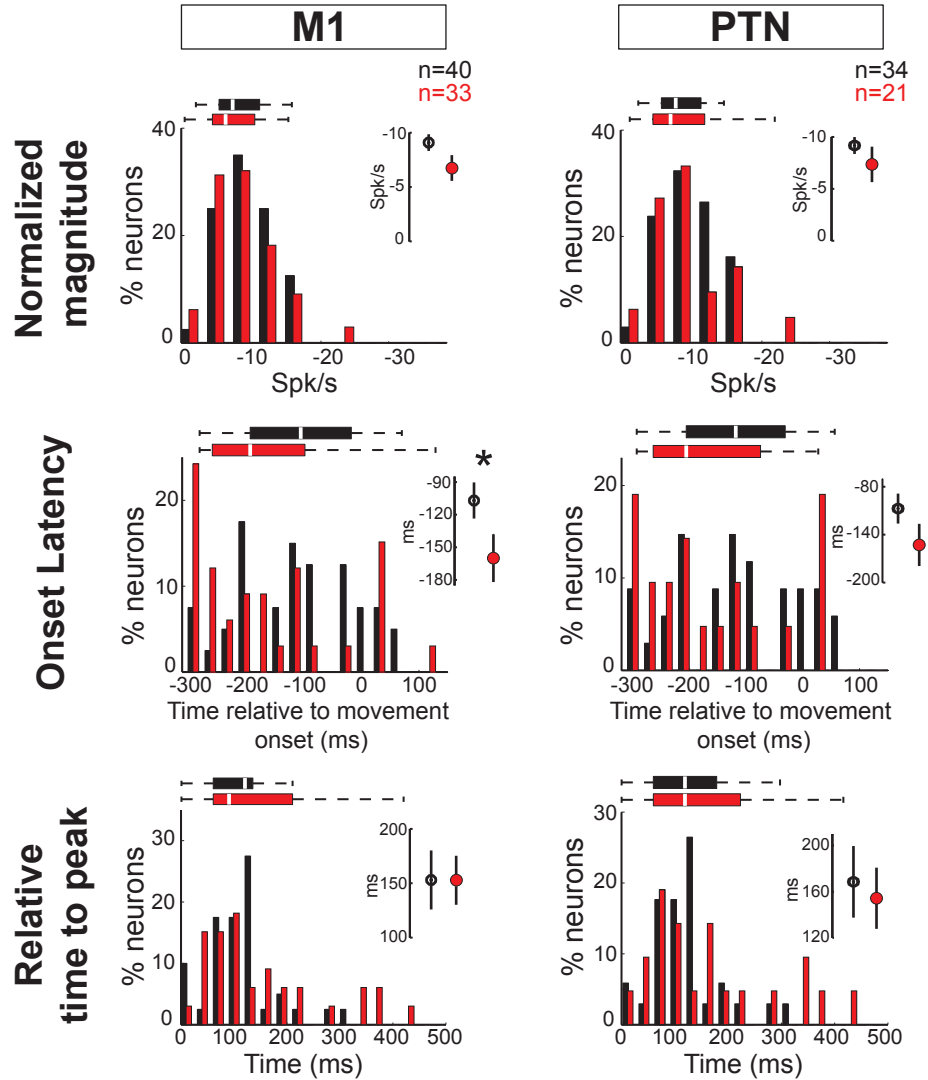 M1
PTN
n=40
n=33
n=34
n=21
Normalized
magnitude
% neurons
40
20
0
0
-10
-20
-30
Spk/s
Spk/s
-10
-5
0
% neurons
40
20
0
0
-10
-20
-30
Spk/s
Spk/s
-10
-5
0
Onset Latency
% neurons
20
10
0
-300
-200
-100
0
100
Time relative to movement
onset (ms)
*
ms
-90
-120
-150
-180
% neurons
20
10
0
-300
-200
-100
0
100
Time relative to movement
onset (ms)
ms
-80
-140
-200
Relative
time to peak
% neurons
30
20
10
0
0
100
200
300
400
500
Time (ms)
ms
200
150
100
% neurons
30
20
10
0
0
100
200
300
400
500
Time (ms)
ms
200
160
120